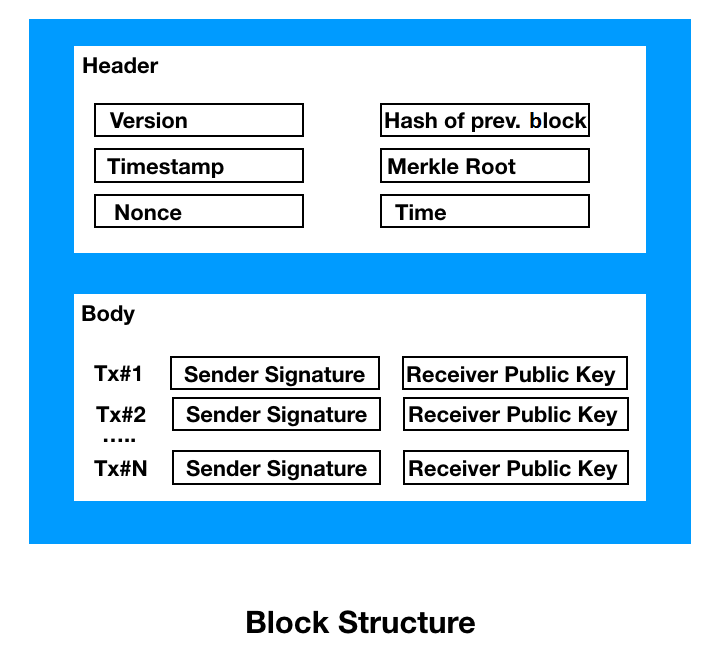 Header
Version Hash of prev. block
Timestamp Merkle Root
Nonce Time
Body
Tx#1 Sender Signature Receiver Public Key
Tx#2 Sender Signature Receiver Public Key
.....
Tx#N Sender Signature Receiver Public Key
Block Structure